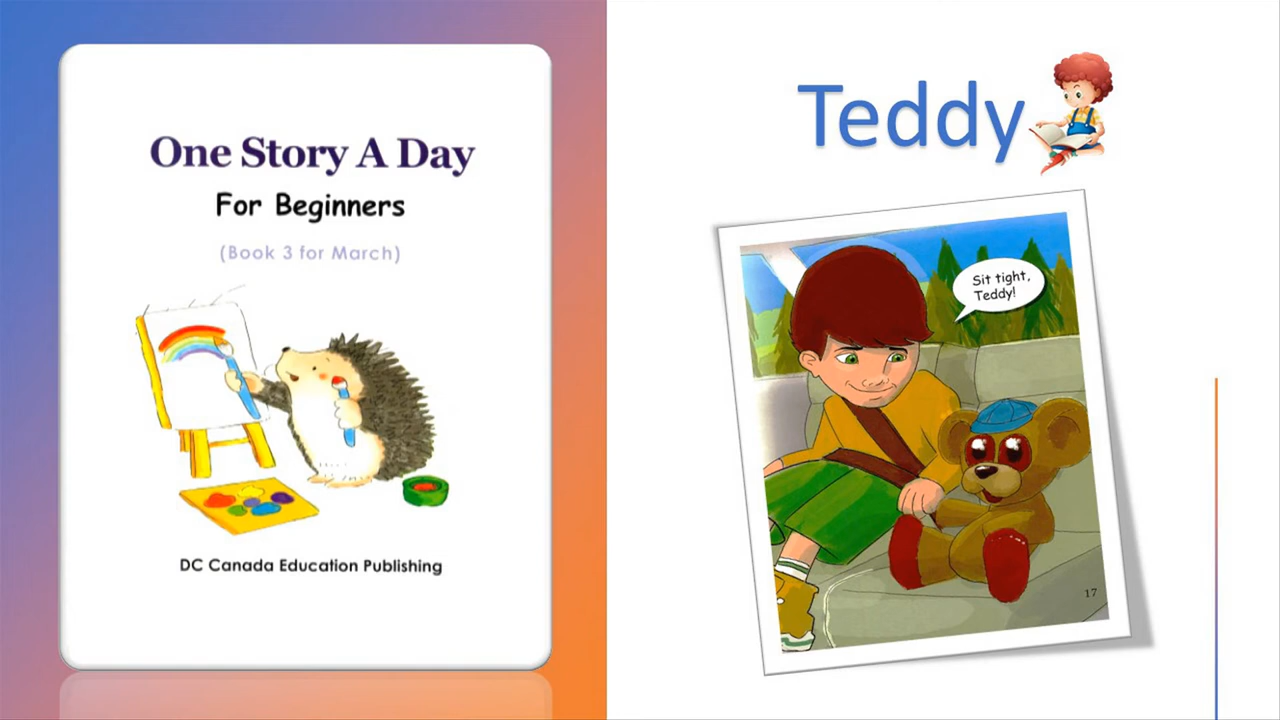 One Story A Day
For Beginners
(Book 3 for March)
DC Canada Education Publishing
Teddy
Sit tight,
Teddy!
17